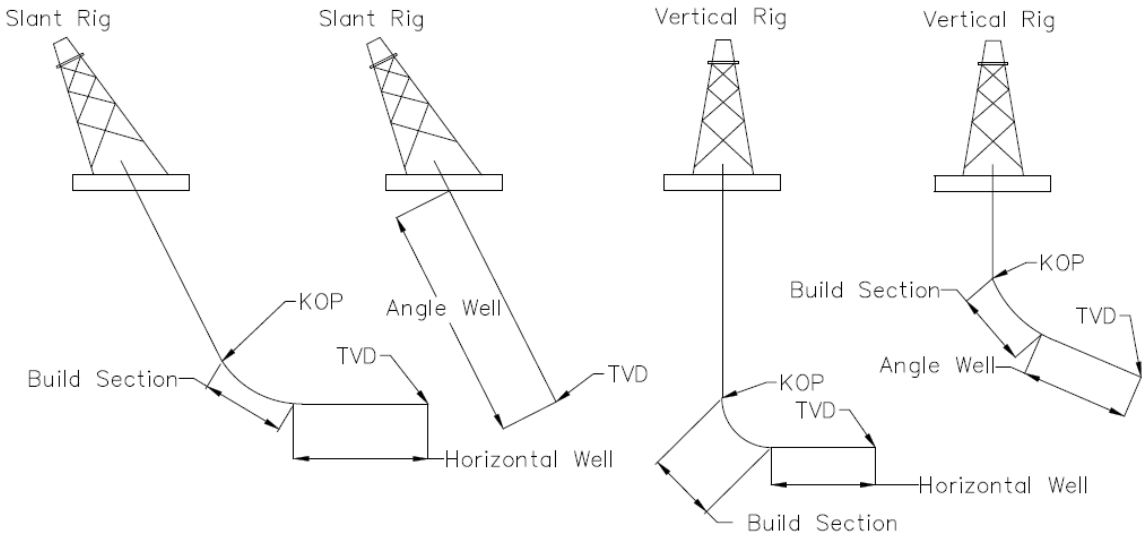 Slant Rig
Slant Rig
Vertical Rig
Vertical Rig
KOP
Build Section
TVD
Horizontal Well
Angle Well
TVD
KOP
TVD
Horizontal Well
Build Section
KOP
Build Section
TVD
Angle Well